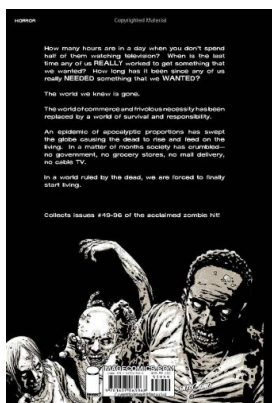 HORROR
Copyrighted Material
How many hours are in a day when you don't spend
half of them watching television? When is the last
time any of us REALLY worked to get something that
we wanted? How long has it been since any of us
really NEEDED something that we WANTED?
The world we knew is gone.
The world of commerce and frivolous necessity has been
replaced by a world of survival and responsibility.
An epidemic of apocalyptic proportions has swept
the globe causing the dead to rise and feed on the
living. In a matter of months society has crumbled—
no government, no grocery stores, no mail delivery,
no cable TV.
In a world ruled by the dead, we are forced to finally
start living.
Collects issues #49-96 of the acclaimed zombie hit!
IMAGECOMICS.COM